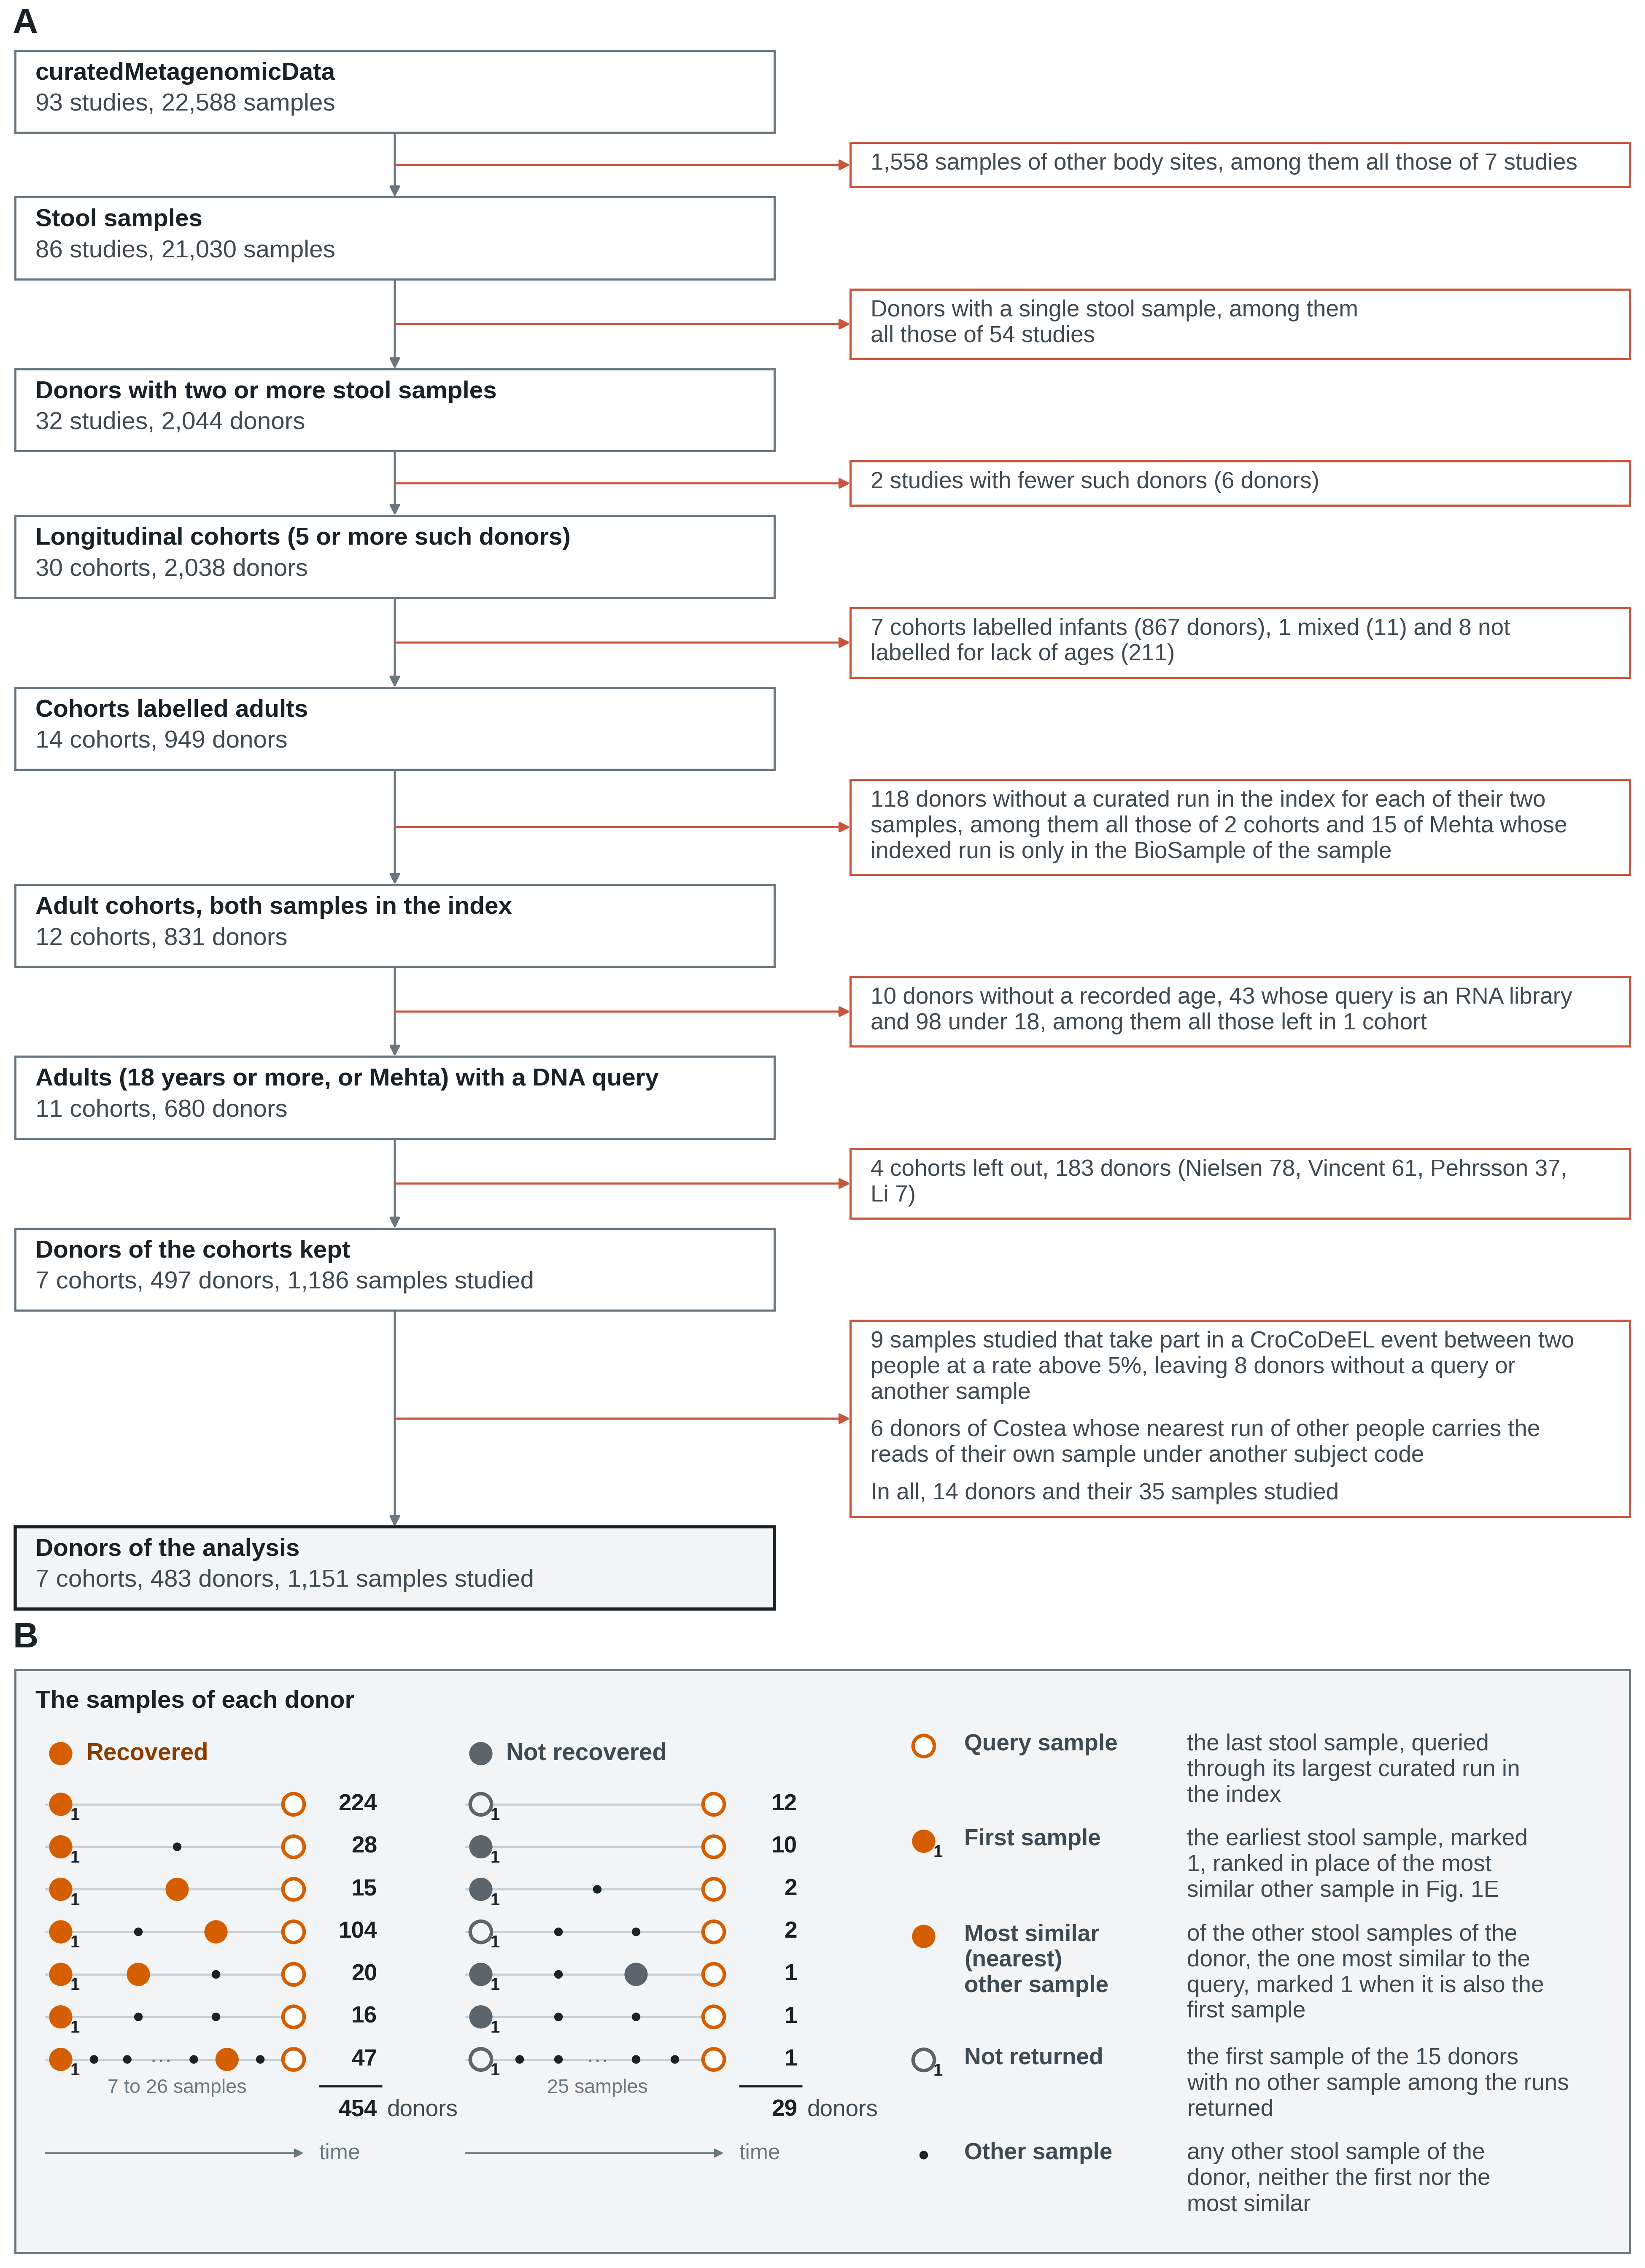 A
curatedMetagenomicData
93 studies, 22,588 samples
1,558 samples of other body sites, among them all those of 7 studies
Stool samples
86 studies, 21,030 samples
Donors with a single stool sample, among them
all those of 54 studies
Donors with two or more stool samples
32 studies, 2,044 donors
2 studies with fewer such donors (6 donors)
Longitudinal cohorts (5 or more such donors)
30 cohorts, 2,038 donors
7 cohorts labelled infants (867 donors), 1 mixed (11) and 8 not
labelled for lack of ages (211)
Cohorts labelled adults
14 cohorts, 949 donors
118 donors without a curated run in the index for each of their two
samples, among them all those of 2 cohorts and 15 of Mehta whose
indexed run is only in the BioSample of the sample
Adult cohorts, both samples in the index
12 cohorts, 831 donors
10 donors without a recorded age, 43 whose query is an RNA library
and 98 under 18, among them all those left in 1 cohort
Adults (18 years or more, or Mehta) with a DNA query
11 cohorts, 680 donors
4 cohorts left out, 183 donors (Nielsen 78, Vincent 61, Pehrsson 37,
Li 7)
Donors of the cohorts kept
7 cohorts, 497 donors, 1,186 samples studied
9 samples studied that take part in a CroCoDeEL event between two
people at a rate above 5%, leaving 8 donors without a query or
another sample
6 donors of Costea whose nearest run of other people carries the
reads of their own sample under another subject code
In all, 14 donors and their 35 samples studied
Donors of the analysis
7 cohorts, 483 donors, 1,151 samples studied
B
The samples of each donor
Recovered
1 224
1 28
1 15
1 104
1 20
1 16
1 ... 47
7 to 26 samples
454 donors
time
Not recovered
1 12
1 10
1 2
1 2
1 1
1 1
1 ... 1
25 samples
29 donors
time
Query sample
the last stool sample, queried
through its largest curated run in
the index
1 First sample
the earliest stool sample, marked
1, ranked in place of the most
similar other sample in Fig. 1E
Most similar
(nearest)
other sample
of the other stool samples of the
donor, the one most similar to the
query, marked 1 when it is also the
first sample
1 Not returned
the first sample of the 15 donors
with no other sample among the runs
returned
Other sample
any other stool sample of the
donor, neither the first nor the
most similar